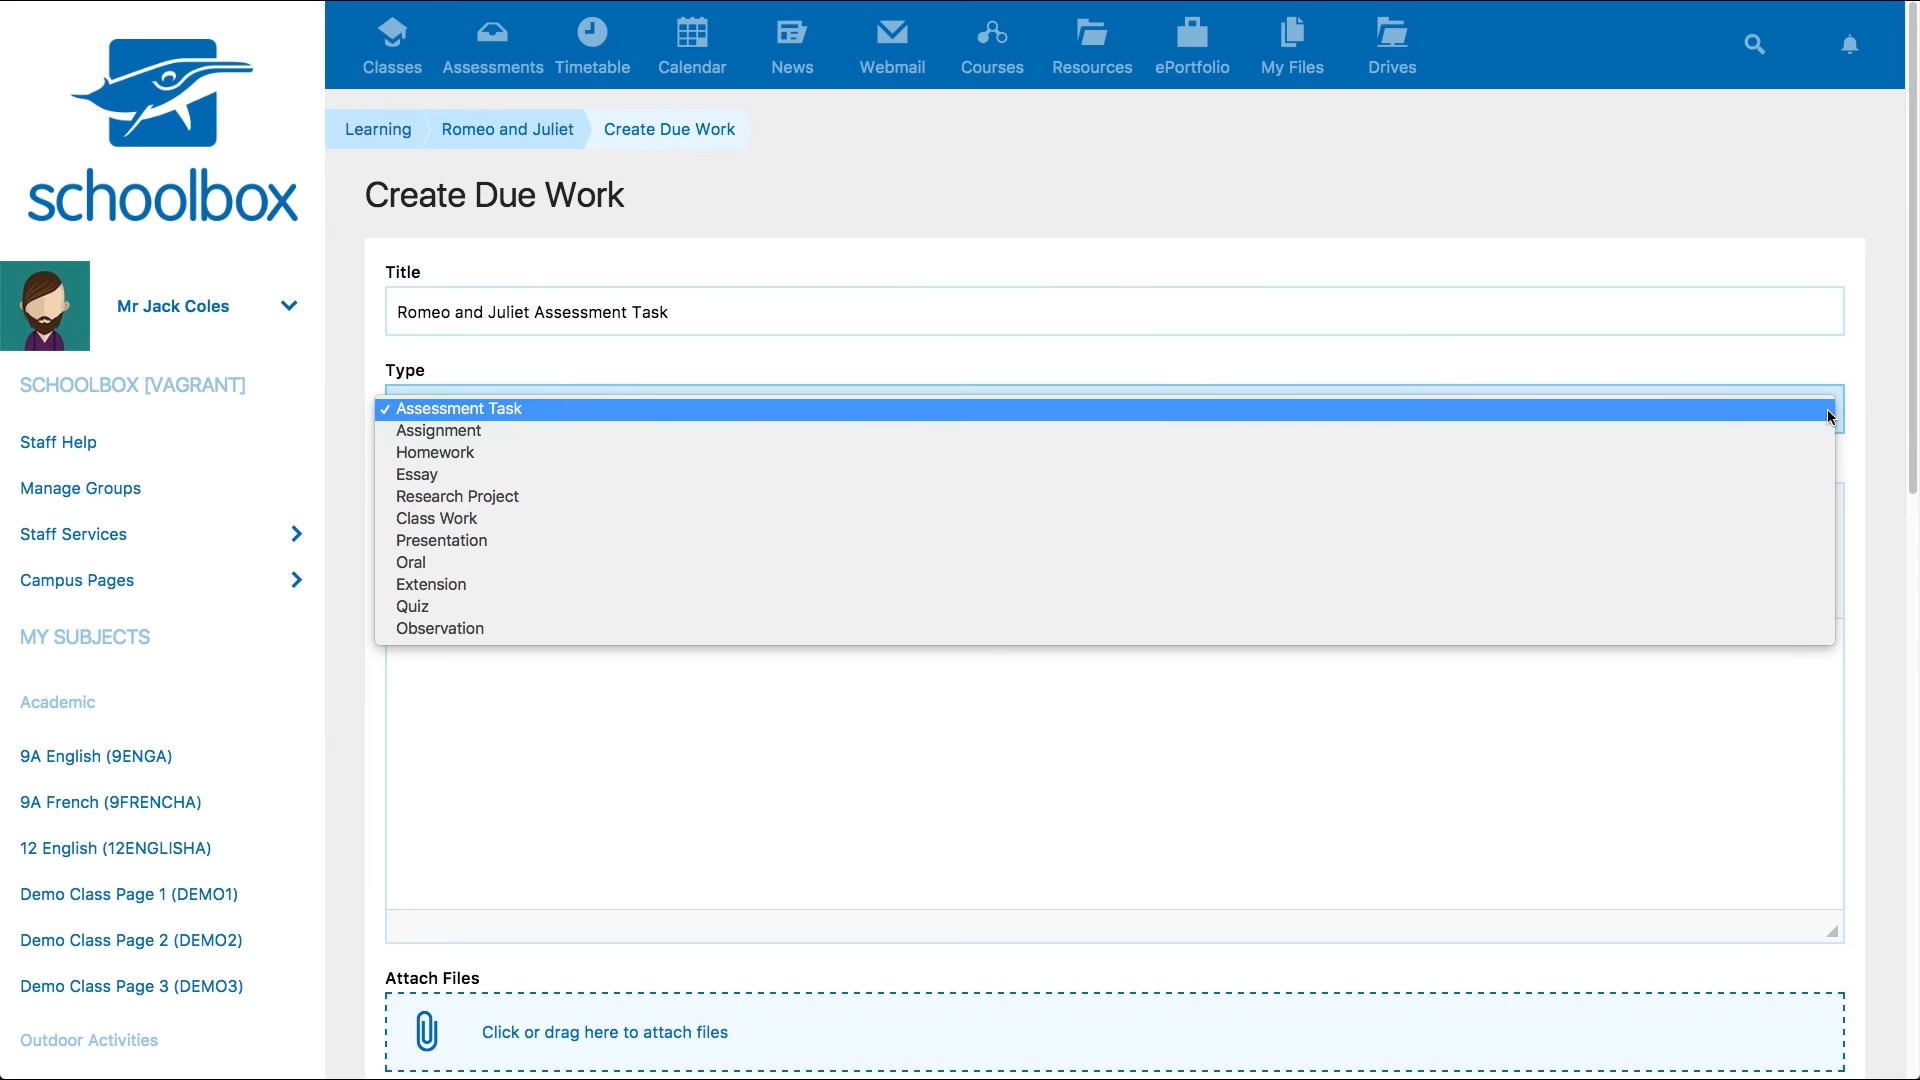 schoolbox
Mr Jack Coles
SCHOOLBOX [VAGRANT]
Staff Help
Manage Groups
Staff Services
Campus Pages
MY SUBJECTS
Academic
9A English (9ENGA)
9A French (9FRENCHA)
12 English (12ENGLISHA)
Demo Class Page 1 (DEMO1)
Demo Class Page 2 (DEMO2)
Demo Class Page 3 (DEMO3)
Outdoor Activities
Classes Assessments Timetable Calendar News Webmail Courses Resources ePortfolio My Files Drives
Learning Romeo and Juliet Create Due Work
Create Due Work
Title
Romeo and Juliet Assessment Task
Type
✓ Assessment Task
Assignment
Homework
Essay
Research Project
Class Work
Presentation
Oral
Extension
Quiz
Observation
Attach Files
Click or drag here to attach files